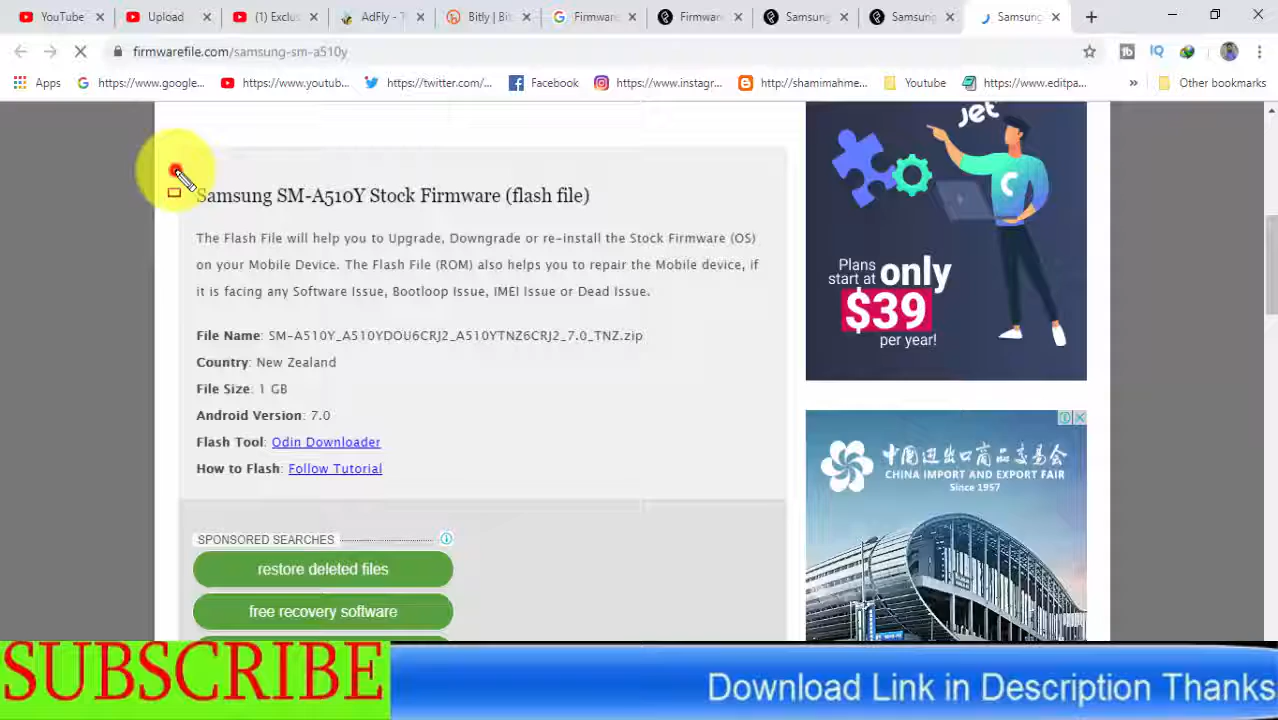 YouTube
Upload
(1) Exclus
AdFly - T
Bitly | Bit
Firmware
Firmware
Samsung
Samsung
Samsung
firmwarefile.com/samsung-sm-a510y
Apps
https://www.google...
https://www.youtub...
https://twitter.com/...
Facebook
https://www.instagr...
http://shamimahme...
Youtube
https://www.editpa...
»
Other bookmarks
Samsung SM-A510Y Stock Firmware (flash file)
The Flash File will help you to Upgrade, Downgrade or re-install the Stock Firmware (OS)
on your Mobile Device. The Flash File (ROM) also helps you to repair the Mobile device, if
it is facing any Software Issue, Bootloop Issue, IMEI Issue or Dead Issue.
File Name: SM-A510Y_A510YDOU6CRJ2_A510YTNZ6CRJ2_7.0_TNZ.zip
Country: New Zealand
File Size: 1 GB
Android Version: 7.0
Flash Tool: Odin Downloader
How to Flash: Follow Tutorial
SPONSORED SEARCHES
restore deleted files
free recovery software
Jet
Plans
start at only
$39
per year!
中国进出口商品交易会
CHINA IMPORT AND EXPORT FAIR
Since 1957
SUBSCRIBE
Download Link in Description Thanks